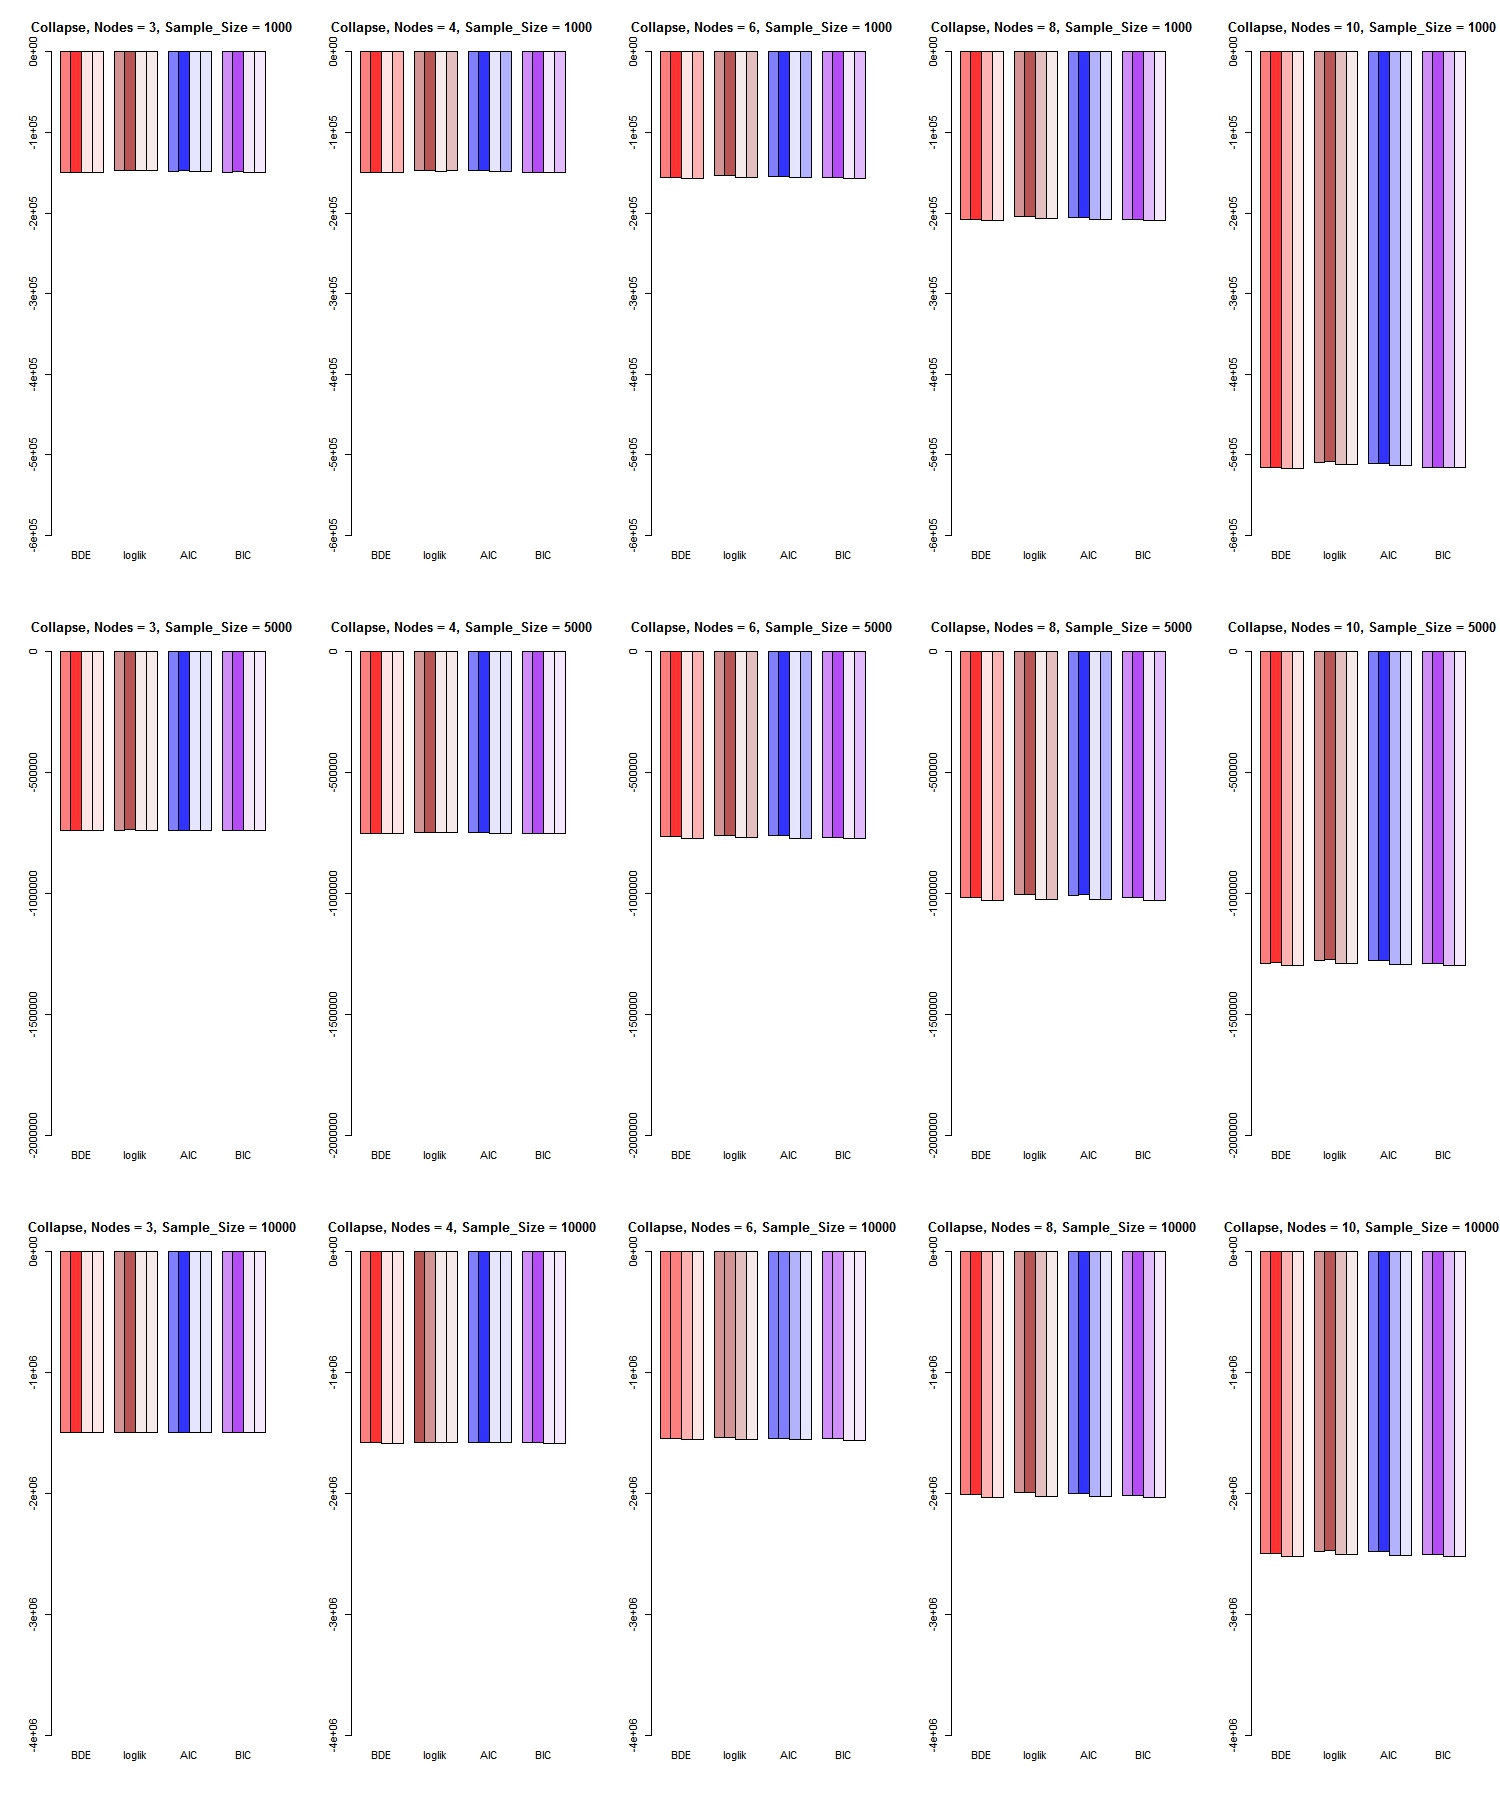 Collapse, Nodes = 3, Sample_Size = 1000
0e+00
-1e+05
-2e+05
-3e+05
-4e+05
-5e+05
-6e+05
BDE loglik AIC BIC
Collapse, Nodes = 4, Sample_Size = 1000
0e+00
-1e+05
-2e+05
-3e+05
-4e+05
-5e+05
-6e+05
BDE loglik AIC BIC
Collapse, Nodes = 6, Sample_Size = 1000
0e+00
-1e+05
-2e+05
-3e+05
-4e+05
-5e+05
-6e+05
BDE loglik AIC BIC
Collapse, Nodes = 8, Sample_Size = 1000
0e+00
-1e+05
-2e+05
-3e+05
-4e+05
-5e+05
-6e+05
BDE loglik AIC BIC
Collapse, Nodes = 10, Sample_Size = 1000
0e+00
-1e+05
-2e+05
-3e+05
-4e+05
-5e+05
-6e+05
BDE loglik AIC BIC
Collapse, Nodes = 3, Sample_Size = 5000
0
-500000
-1000000
-1500000
-2000000
BDE loglik AIC BIC
Collapse, Nodes = 4, Sample_Size = 5000
0
-500000
-1000000
-1500000
-2000000
BDE loglik AIC BIC
Collapse, Nodes = 6, Sample_Size = 5000
0
-500000
-1000000
-1500000
-2000000
BDE loglik AIC BIC
Collapse, Nodes = 8, Sample_Size = 5000
0
-500000
-1000000
-1500000
-2000000
BDE loglik AIC BIC
Collapse, Nodes = 10, Sample_Size = 5000
0
-500000
-1000000
-1500000
-2000000
BDE loglik AIC BIC
Collapse, Nodes = 3, Sample_Size = 10000
0e+00
-1e+06
-2e+06
-3e+06
-4e+06
BDE loglik AIC BIC
Collapse, Nodes = 4, Sample_Size = 10000
0e+00
-1e+06
-2e+06
-3e+06
-4e+06
BDE loglik AIC BIC
Collapse, Nodes = 6, Sample_Size = 10000
0e+00
-1e+06
-2e+06
-3e+06
-4e+06
BDE loglik AIC BIC
Collapse, Nodes = 8, Sample_Size = 10000
0e+00
-1e+06
-2e+06
-3e+06
-4e+06
BDE loglik AIC BIC
Collapse, Nodes = 10, Sample_Size = 10000
0e+00
-1e+06
-2e+06
-3e+06
-4e+06
BDE loglik AIC BIC